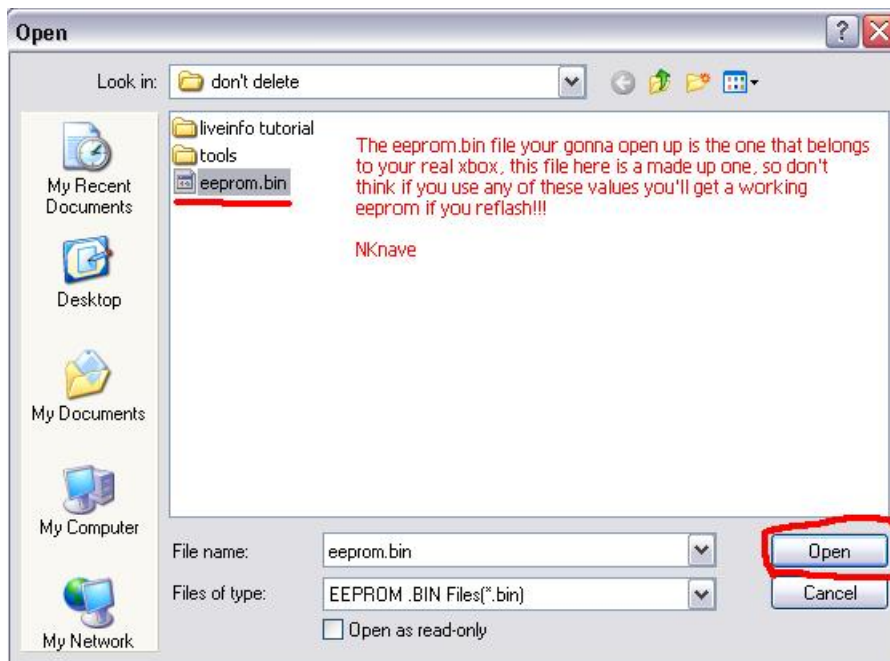 Open
Look in:
don't delete
liveinfo tutorial
tools
eeprom.bin
The eeprom.bin file your gonna open up is the one that belongs
to your real xbox, this file here is a made up one, so don't
think if you use any of these values you'll get a working
eeprom if you reflash!!!
NKnave
My Recent
Documents
Desktop
My Documents
My Computer
My Network
File name:
eeprom.bin
Open
Files of type:
EEPROM .BIN Files(*.bin)
Cancel
Open as read-only